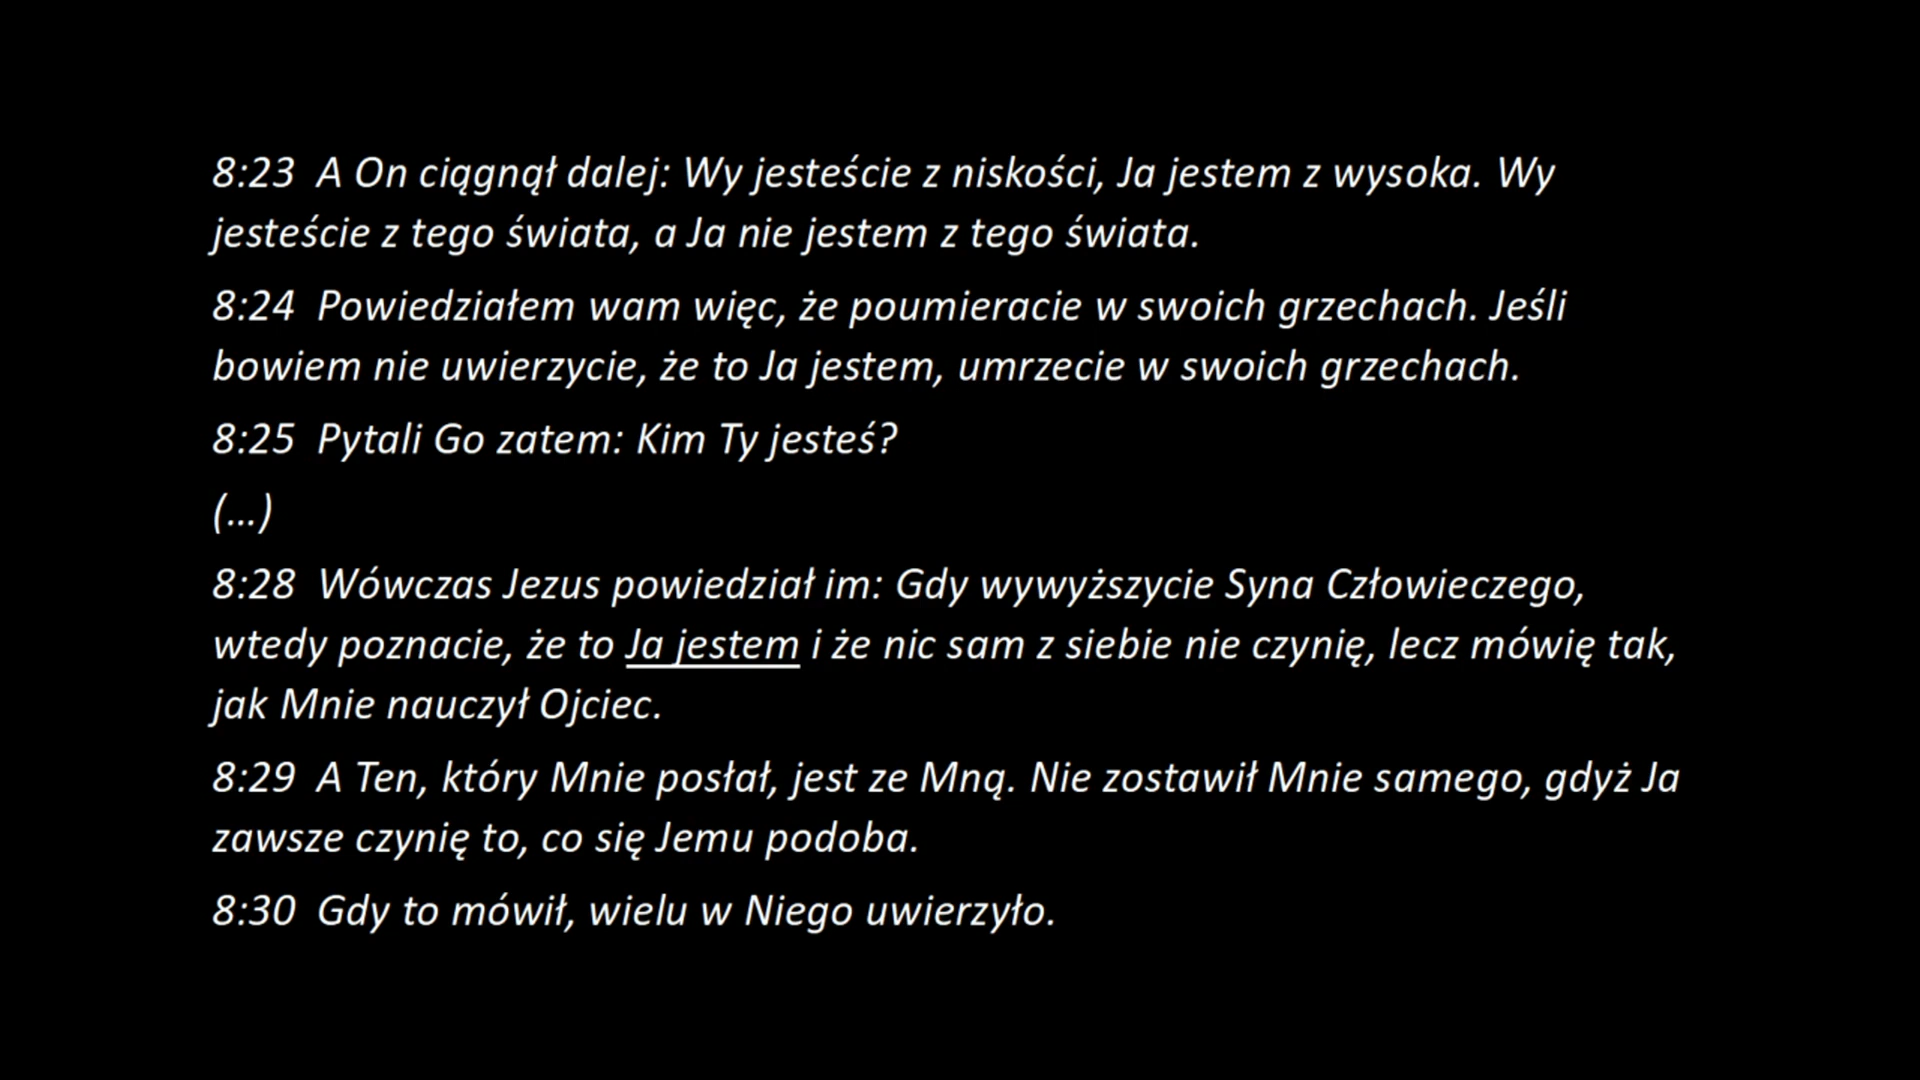 8:23 A On ciągnął dalej: Wy jesteście z niskości, Ja jestem z wysoka. Wy
jesteście z tego świata, a Ja nie jestem z tego świata.
8:24 Powiedziałem wam więc, że poumieracie w swoich grzechach. Jeśli
bowiem nie uwierzycie, że to Ja jestem, umrzecie w swoich grzechach.
8:25 Pytali Go zatem: Kim Ty jesteś?
(…)
8:28 Wówczas Jezus powiedział im: Gdy wywyższycie Syna Człowieczego,
wtedy poznacie, że to Ja jestem i że nic sam z siebie nie czynię, lecz mówię tak,
jak Mnie nauczył Ojciec.
8:29 A Ten, który Mnie posłał, jest ze Mną. Nie zostawił Mnie samego, gdyż Ja
zawsze czynię to, co się Jemu podoba.
8:30 Gdy to mówił, wielu w Niego uwierzyło.